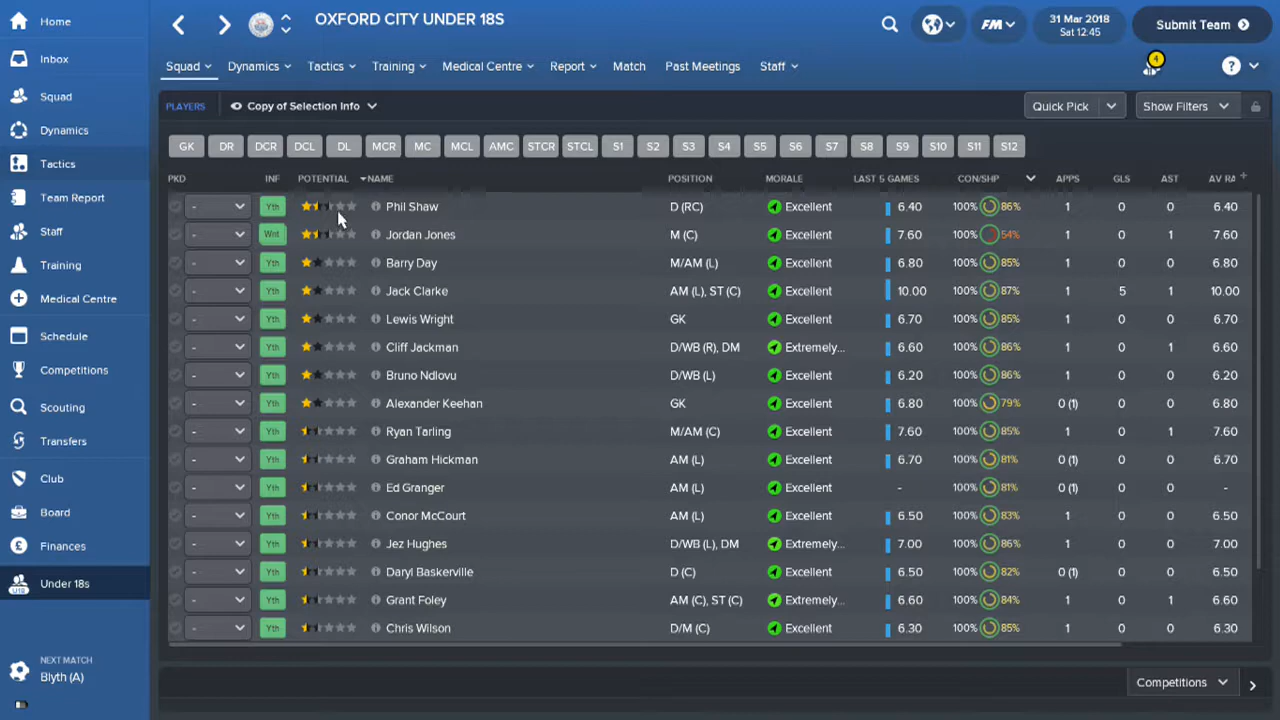 Home
Inbox
Squad
Dynamics
Tactics
Team Report
Staff
Training
Medical Centre
Schedule
Competitions
Scouting
Transfers
Club
Board
Finances
Under 18s
U18
NEXT MATCH
Blyth (A)
OXFORD CITY UNDER 18S
FM
31 Mar 2018
Sat 12:45
Submit Team
Squad Dynamics Tactics Training Medical Centre Report Match Past Meetings Staff
4
?
PLAYERS Copy of Selection Info Quick Pick Show Filters
GK DR DCR DCL DL MCR MC MCL AMC STCR STCL S1 S2 S3 S4 S5 S6 S7 S8 S9 S10 S11 S12
PKD INF POTENTIAL NAME POSITION MORALE LAST 5 GAMES CON/SHP APPS GLS AST AV RA
- Yth Phil Shaw D (RC) Excellent 6.40 100% 86% 1 0 0 6.40
- Wnt Jordan Jones M (C) Excellent 7.60 100% 54% 1 0 1 7.60
- Yth Barry Day M/AM (L) Excellent 6.80 100% 85% 1 0 0 6.80
- Yth Jack Clarke AM (L), ST (C) Excellent 10.00 100% 87% 1 5 1 10.00
- Yth Lewis Wright GK Excellent 6.70 100% 85% 1 0 0 6.70
- Yth Cliff Jackman D/WB (R), DM Extremely... 6.60 100% 86% 1 0 1 6.60
- Yth Bruno Ndlovu D/WB (L) Excellent 6.20 100% 86% 1 0 0 6.20
- Yth Alexander Keehan GK Excellent 6.80 100% 79% 0 (1) 0 0 6.80
- Yth Ryan Tarling M/AM (C) Excellent 7.60 100% 85% 1 0 1 7.60
- Yth Graham Hickman AM (L) Excellent 6.70 100% 81% 0 (1) 0 0 6.70
- Yth Ed Granger AM (L) Excellent - 100% 81% 0 (1) 0 0 -
- Yth Conor McCourt AM (L) Excellent 6.50 100% 83% 1 0 0 6.50
- Yth Jez Hughes D/WB (L), DM Extremely... 7.00 100% 86% 1 0 0 7.00
- Yth Daryl Baskerville D (C) Excellent 6.50 100% 82% 0 (1) 0 0 6.50
- Yth Grant Foley AM (C), ST (C) Extremely... 6.60 100% 84% 1 0 1 6.60
- Yth Chris Wilson D/M (C) Excellent 6.30 100% 85% 1 0 0 6.30
Competitions